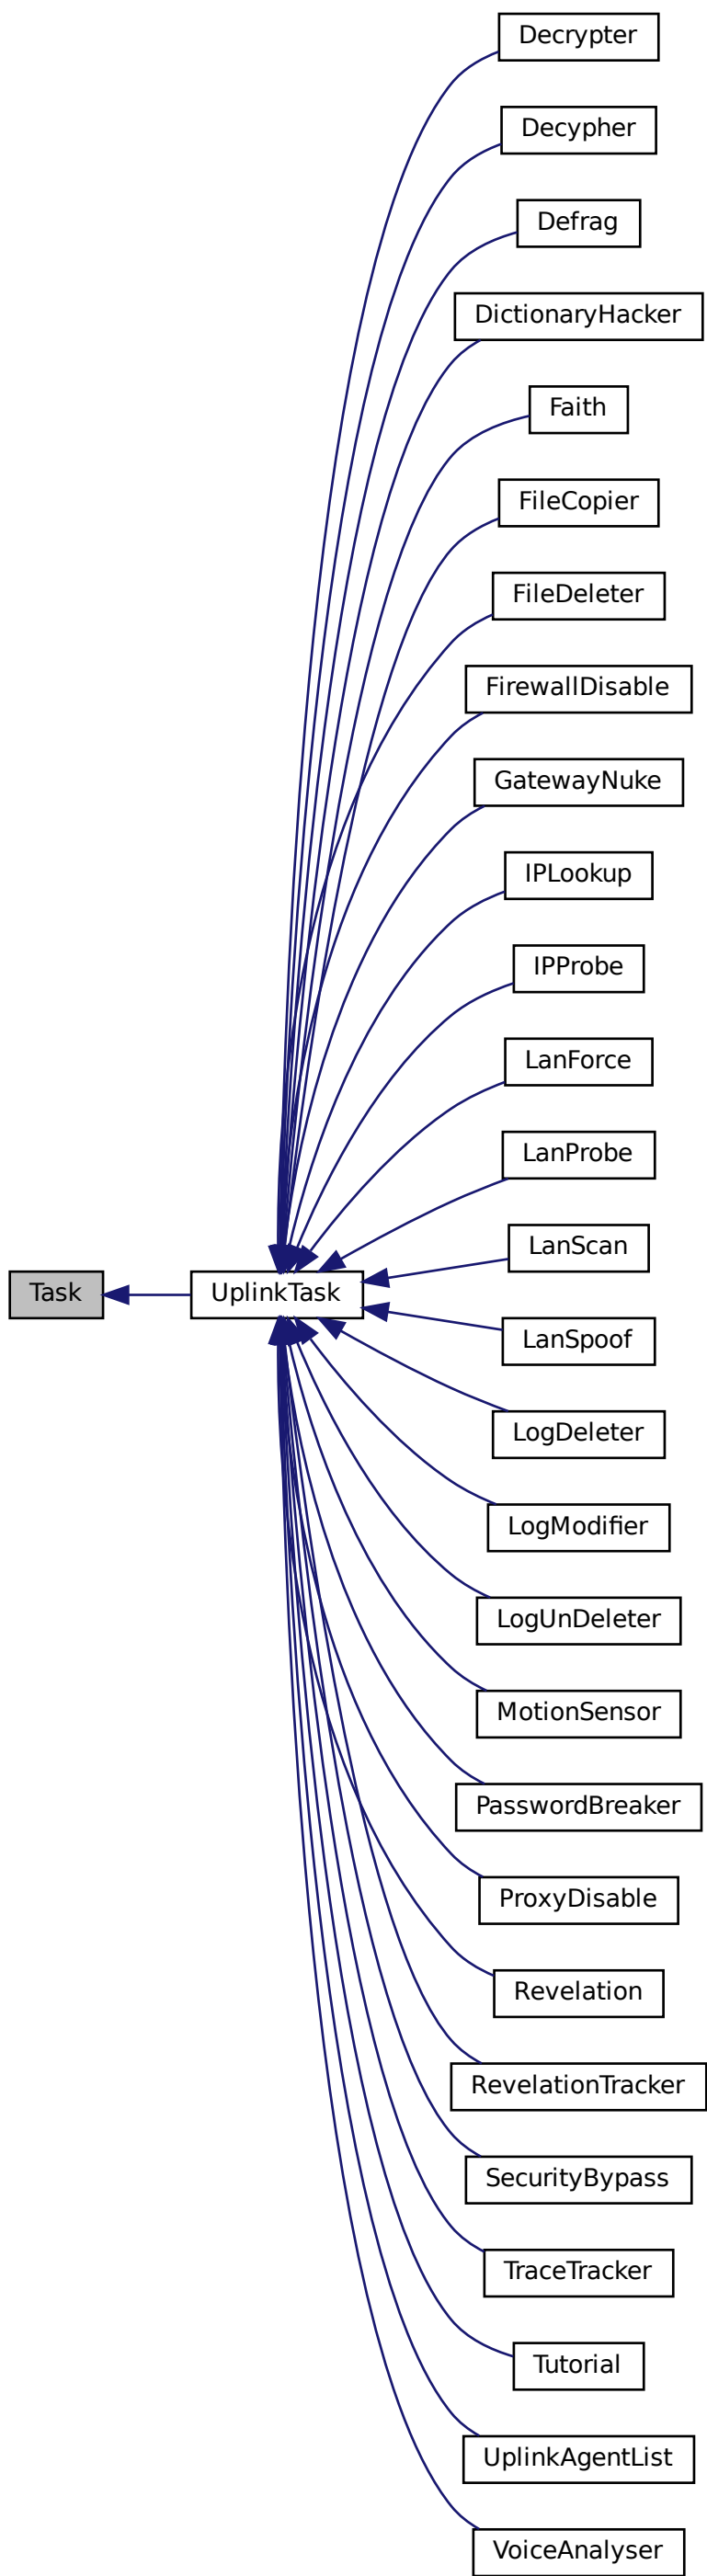 Decrypter
Decypher
Defrag
DictionaryHacker
Faith
FileCopier
FileDeleter
FirewallDisable
GatewayNuke
IPLookup
IPProbe
LanForce
LanProbe
LanScan
Task
UplinkTask
LanSpoof
LogDeleter
LogModifier
LogUnDeleter
MotionSensor
PasswordBreaker
ProxyDisable
Revelation
RevelationTracker
SecurityBypass
TraceTracker
Tutorial
UplinkAgentList
VoiceAnalyser